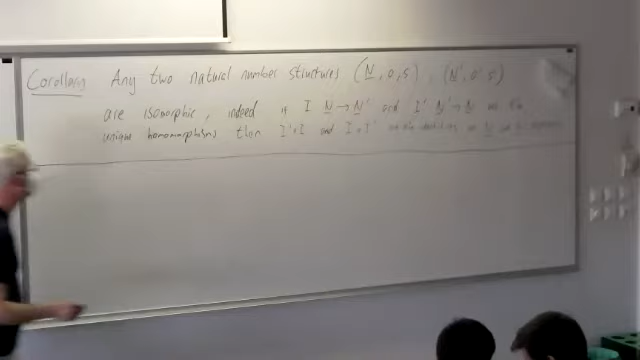 Corollary Any two natural number structures (N, 0, s), (N', 0' s')
are isomorphic, indeed if I N → N' and I' N' → N are the
unique homomorphisms then I'∘I and I∘I' are the identities on N and